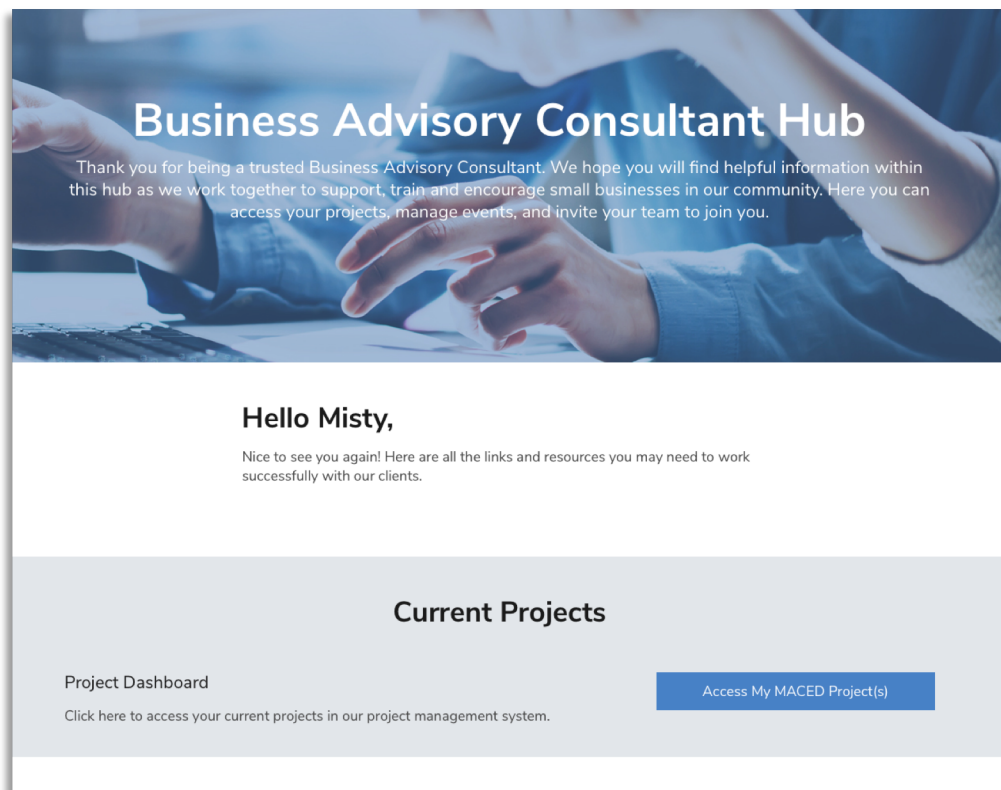 Business Advisory Consultant Hub
Thank you for being a trusted Business Advisory Consultant. We hope you will find helpful information within
this hub as we work together to support, train and encourage small businesses in our community. Here you can
access your projects, manage events, and invite your team to join you.
Hello Misty,
Nice to see you again! Here are all the links and resources you may need to work
successfully with our clients.
Current Projects
Project Dashboard
Access My MACED Project(s)
Click here to access your current projects in our project management system.